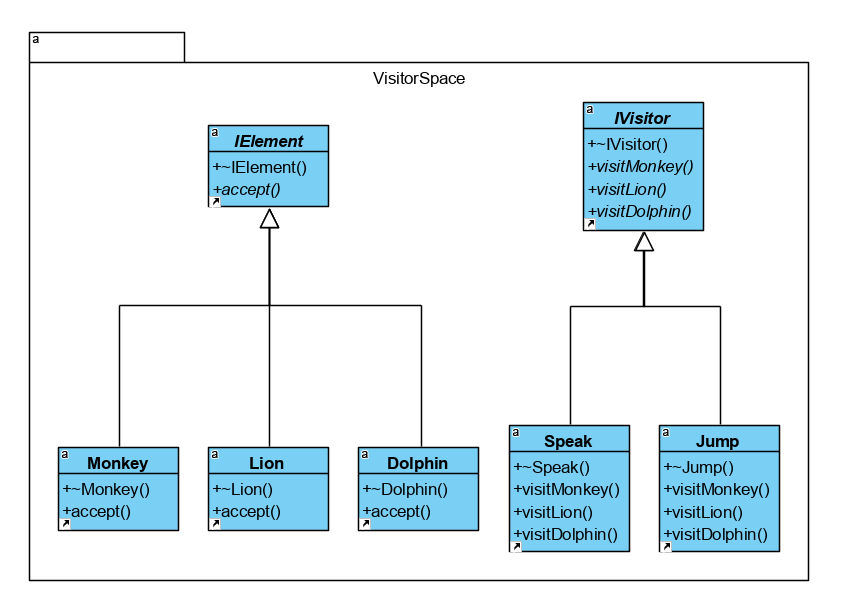 a
VisitorSpace
a
IElement
+~IElement()
+accept()
a
IVisitor
+~IVisitor()
+visitMonkey()
+visitLion()
+visitDolphin()
a
Monkey
+~Monkey()
+accept()
a
Lion
+~Lion()
+accept()
a
Dolphin
+~Dolphin()
+accept()
a
Speak
+~Speak()
+visitMonkey()
+visitLion()
+visitDolphin()
a
Jump
+~Jump()
+visitMonkey()
+visitLion()
+visitDolphin()